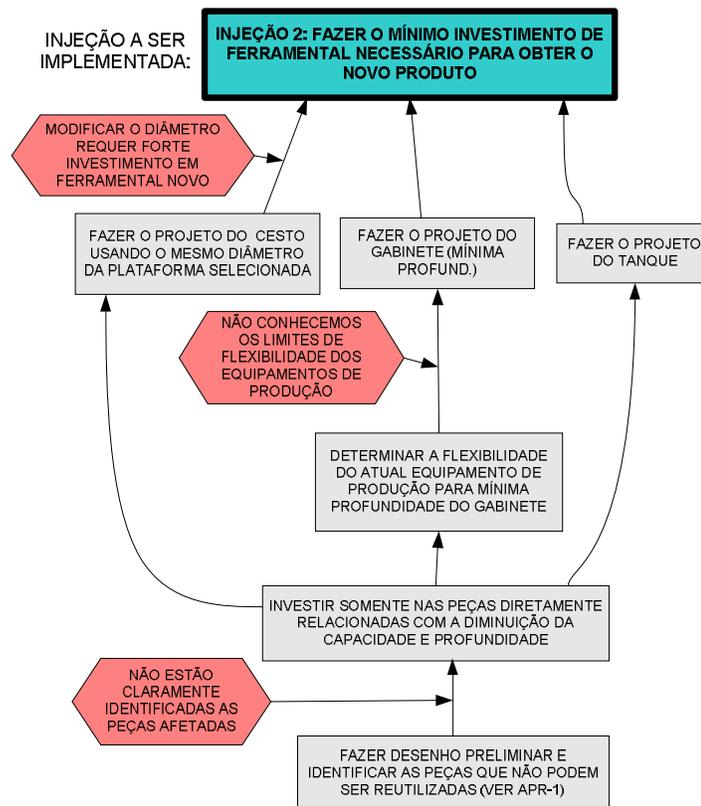 INJEÇÃO A SER
IMPLEMENTADA:
INJEÇÃO 2: FAZER O MÍNIMO INVESTIMENTO DE
FERRAMENTAL NECESSÁRIO PARA OBTER O
NOVO PRODUTO
MODIFICAR O DIÂMETRO
REQUER FORTE
INVESTIMENTO EM
FERRAMENTAL NOVO
FAZER O PROJETO DO CESTO
USANDO O MESMO DIÂMETRO
DA PLATAFORMA SELECIONADA
FAZER O PROJETO DO
GABINETE (MÍNIMA
PROFUND.)
FAZER O PROJETO
DO TANQUE
NÃO CONHECEMOS
OS LIMITES DE
FLEXIBILIDADE DOS
EQUIPAMENTOS DE
PRODUÇÃO
DETERMINAR A FLEXIBILIDADE
DO ATUAL EQUIPAMENTO DE
PRODUÇÃO PARA MÍNIMA
PROFUNDIDADE DO GABINETE
INVESTIR SOMENTE NAS PEÇAS DIRETAMENTE
RELACIONADAS COM A DIMINUIÇÃO DA
CAPACIDADE E PROFUNDIDADE
NÃO ESTÃO
CLARAMENTE
IDENTIFICADAS AS
PEÇAS AFETADAS
FAZER DESENHO PRELIMINAR E
IDENTIFICAR AS PEÇAS QUE NÃO PODEM
SER REUTILIZADAS (VER APR-1)